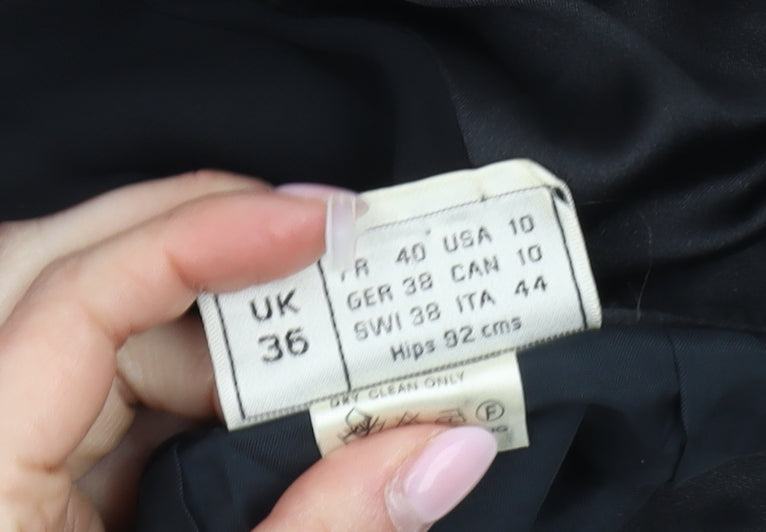 UK
36
FR 40 USA 10
GER 38 CAN 10
SWI 38 ITA 44
Hips 92 cms
DRY CLEAN ONLY
F